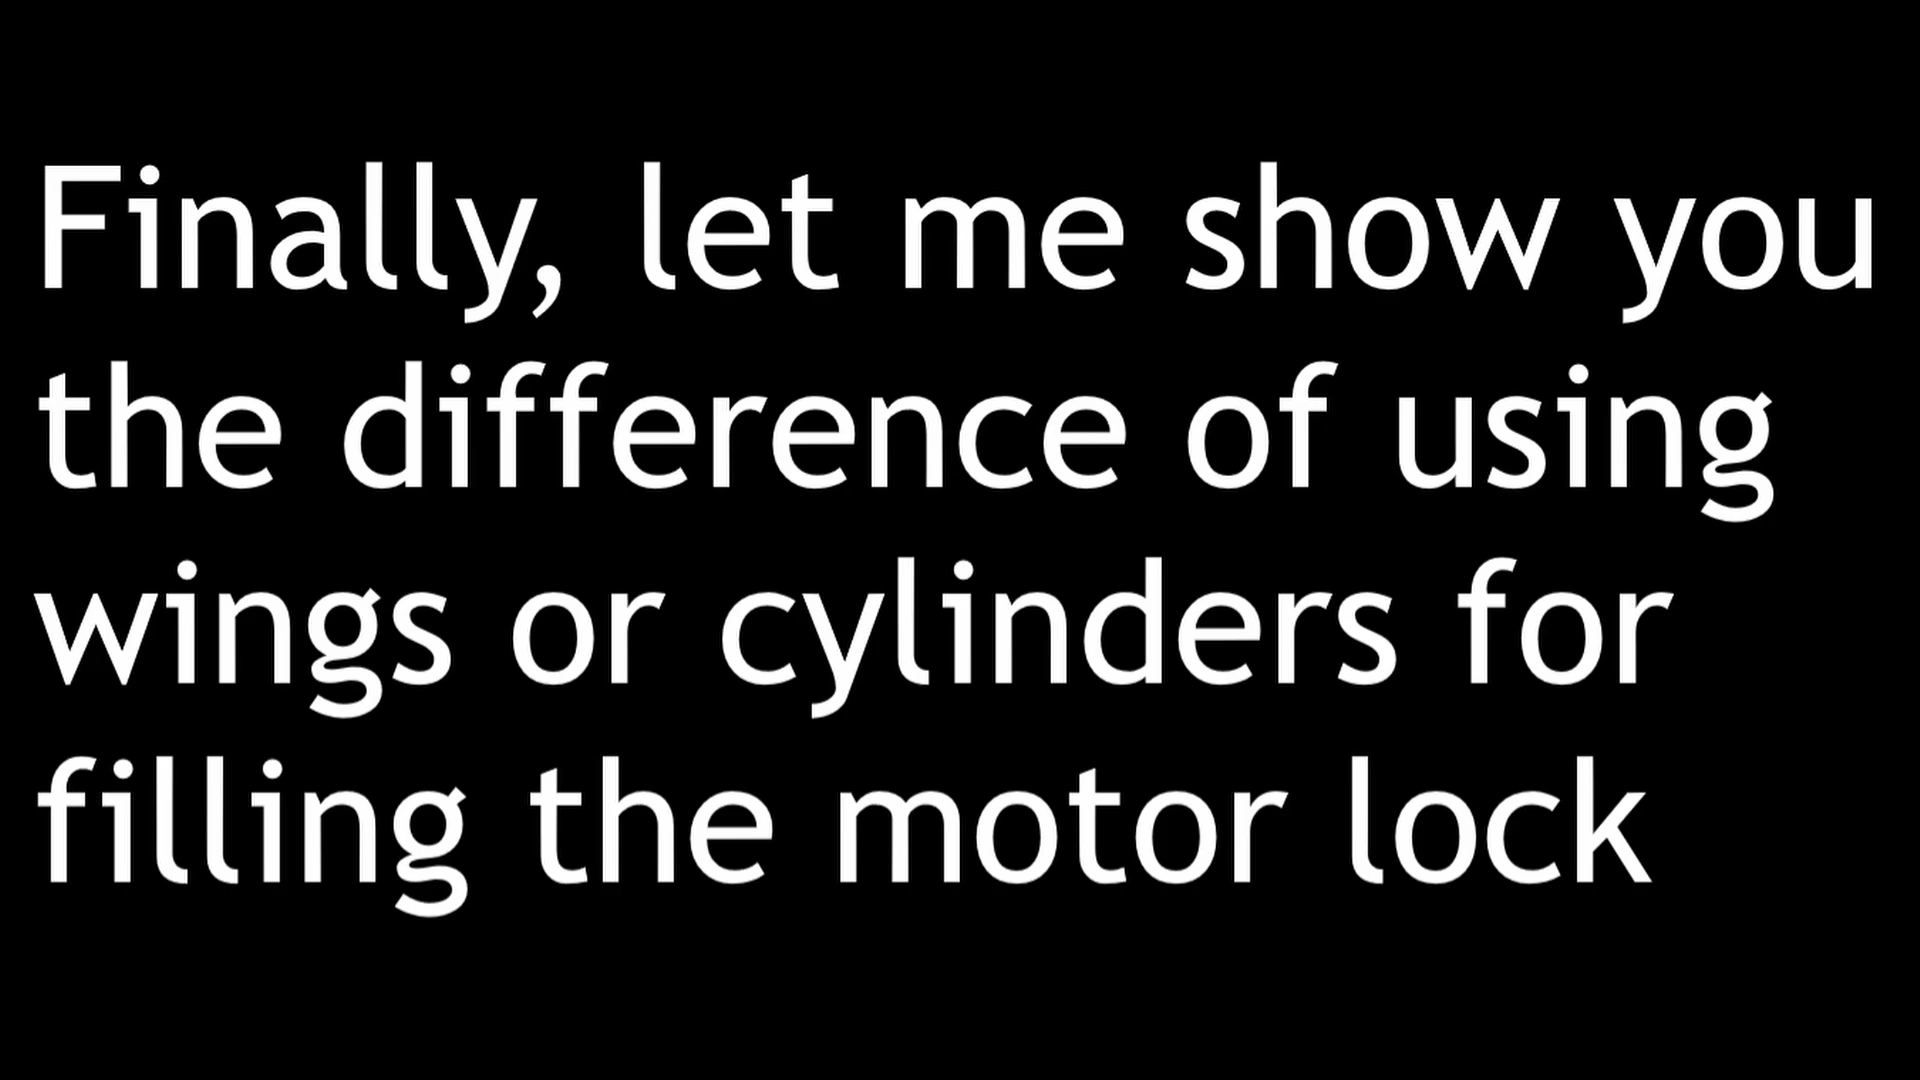 Finally, let me show you
the difference of using
wings or cylinders for
filling the motor lock